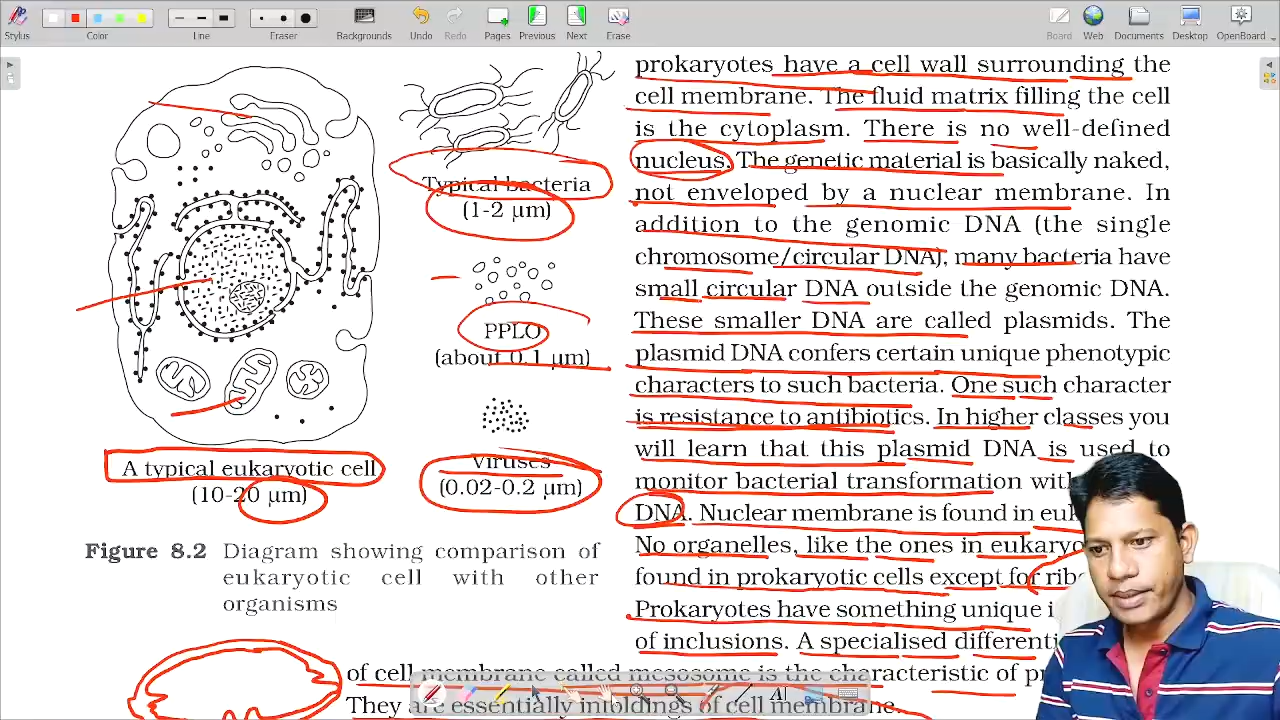 Stylus Color Line Eraser Backgrounds Undo Redo Pages Previous Next Erase Board Web Documents Desktop OpenBoard
Typical bacteria
(1-2 μm)
PPLO
(about 0.1 μm)
Viruses
(0.02-0.2 μm)
A typical eukaryotic cell
(10-20 μm)
Figure 8.2 Diagram showing comparison of
eukaryotic cell with other
organisms
prokaryotes have a cell wall surrounding the
cell membrane. The fluid matrix filling the cell
is the cytoplasm. There is no well-defined
nucleus. The genetic material is basically naked,
not enveloped by a nuclear membrane. In
addition to the genomic DNA (the single
chromosome/circular DNA), many bacteria have
small circular DNA outside the genomic DNA.
These smaller DNA are called plasmids. The
plasmid DNA confers certain unique phenotypic
characters to such bacteria. One such character
is resistance to antibiotics. In higher classes you
will learn that this plasmid DNA is used to
monitor bacterial transformation
DNA. Nuclear membrane is found in
No organelles, like the ones in
found in prokaryotic cells except for
Prokaryotes have something unique
of inclusions. A specialised
of cell membrane called mesosome is the characteristic of
They are essentially infoldings of cell membrane.